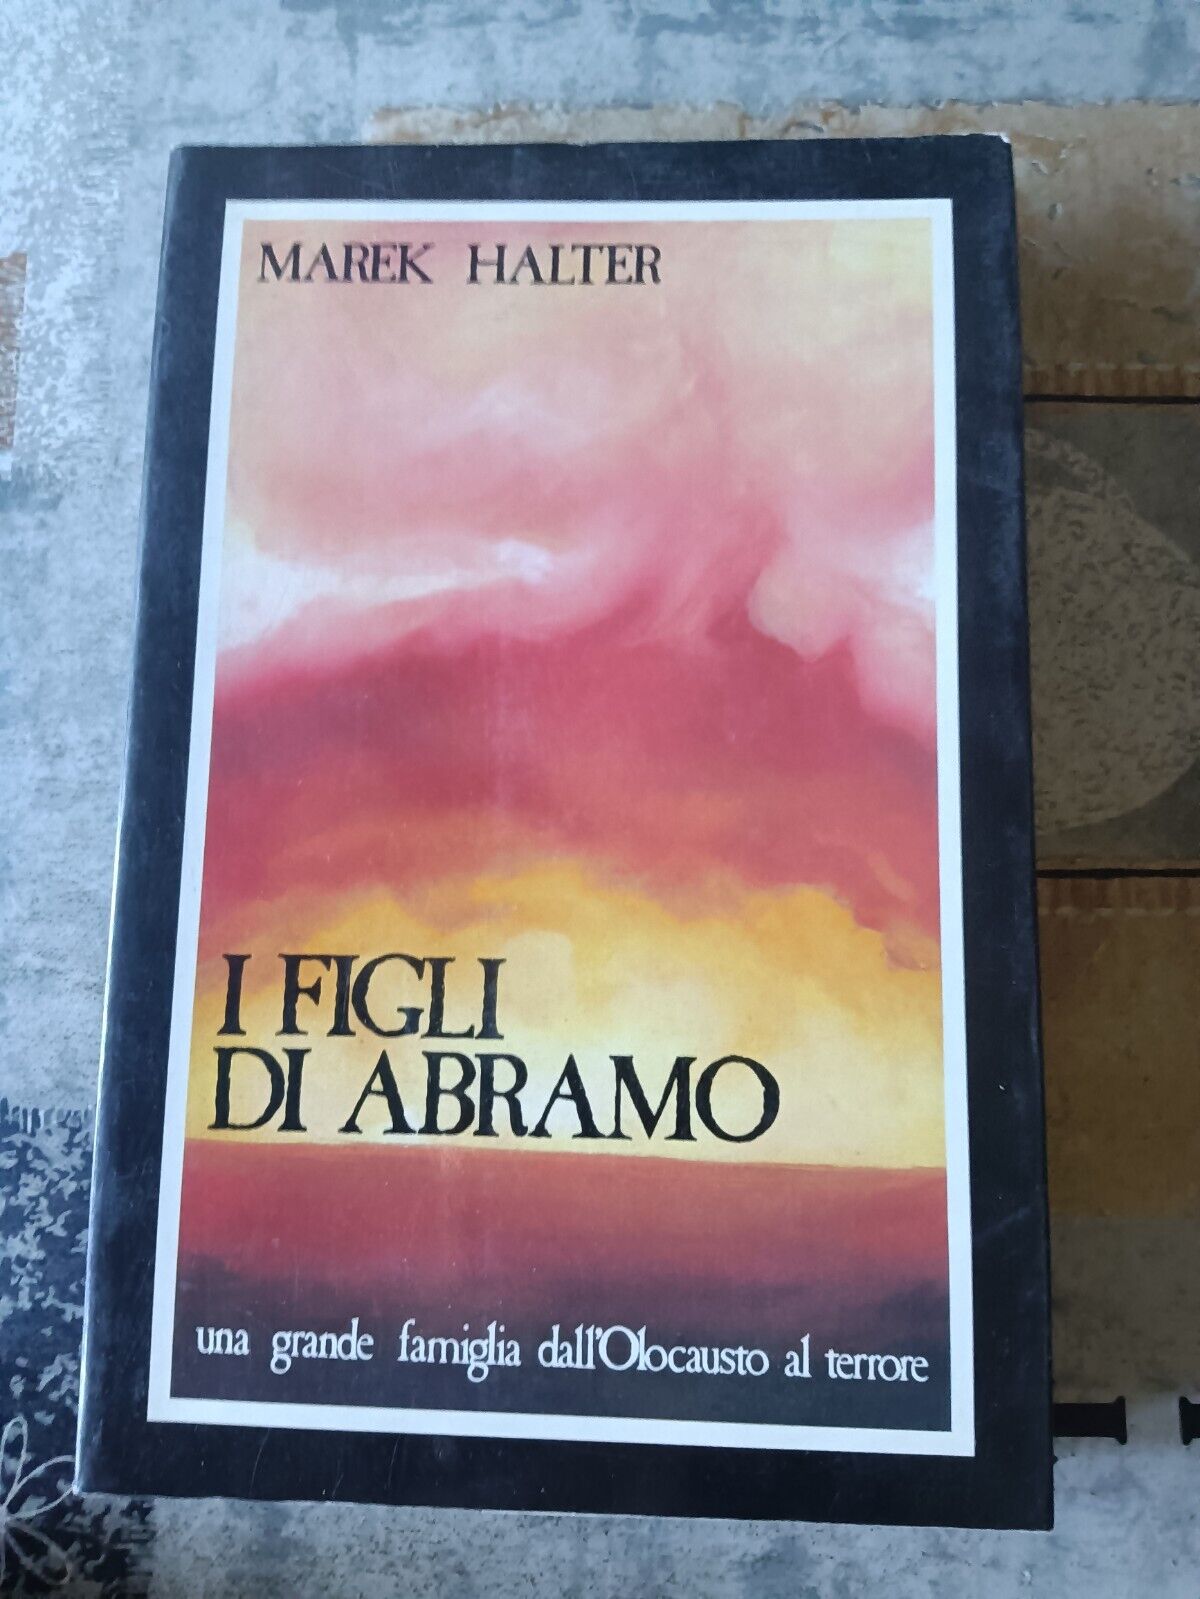 MAREK HALTER
I FIGLI
DI ABRAMO
una grande famiglia dall'Olocausto al terrore